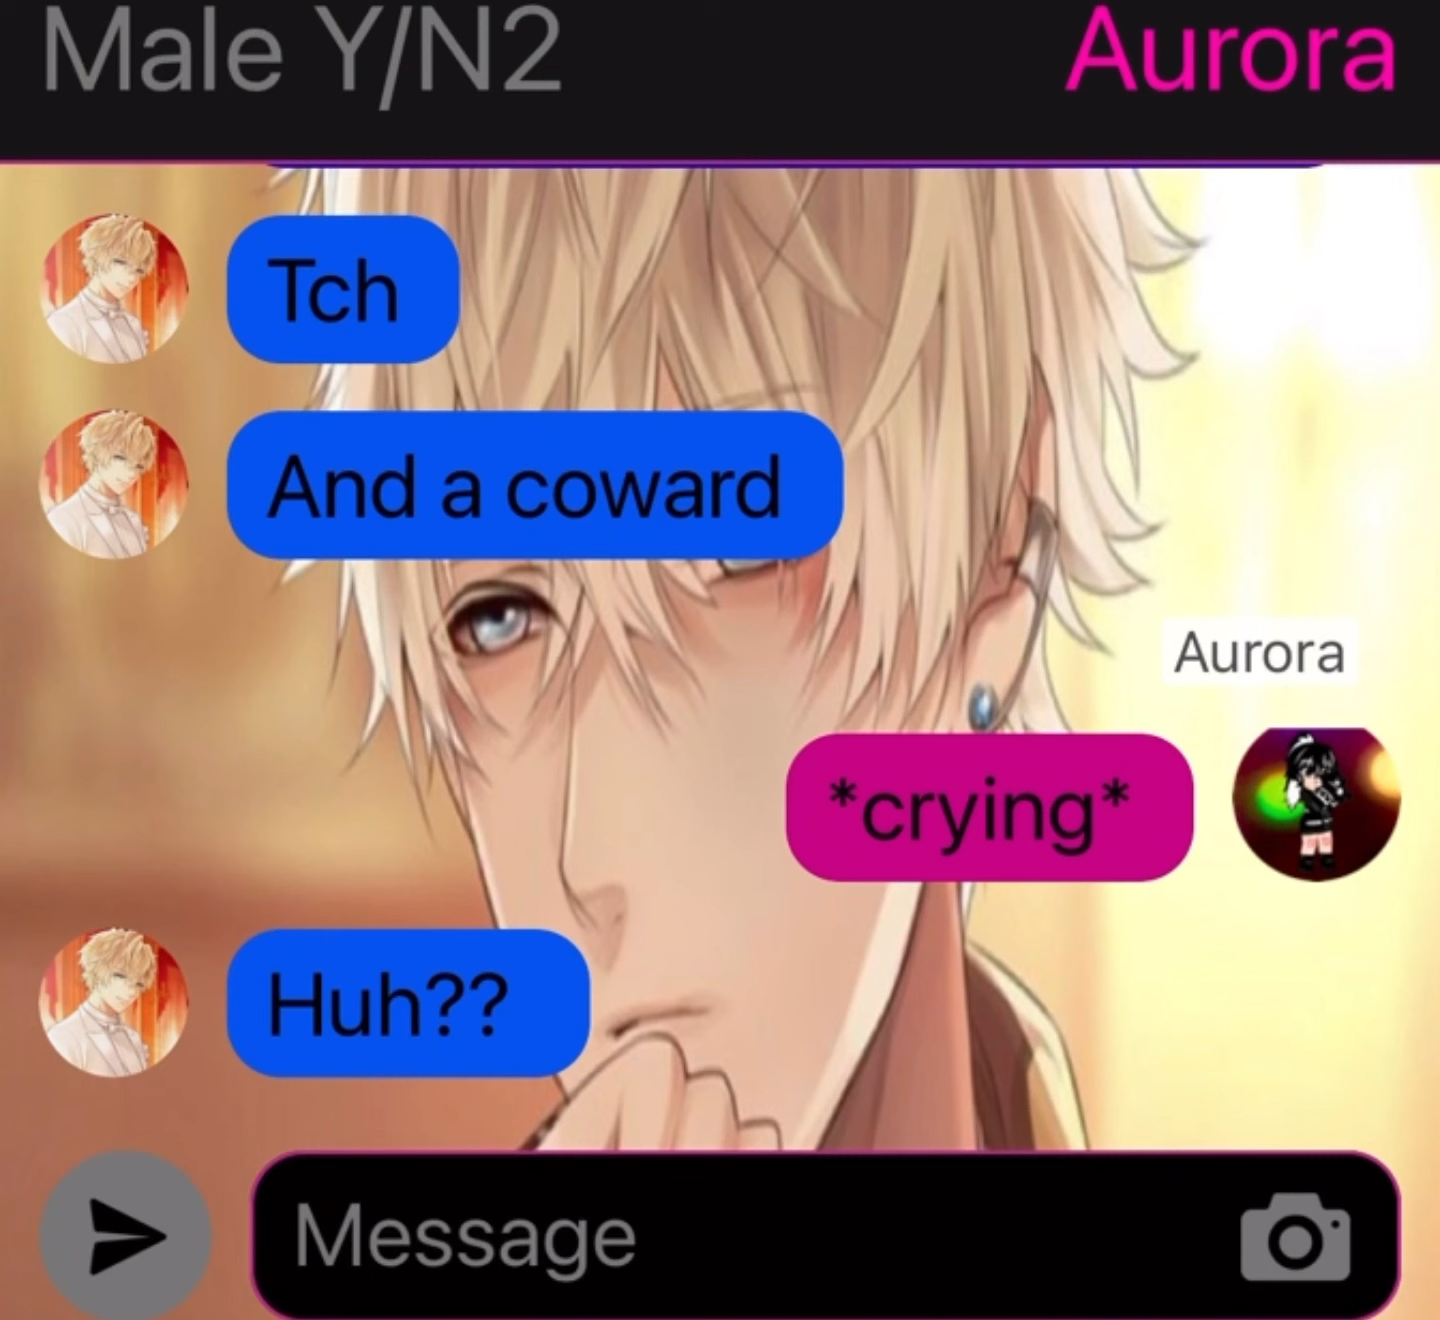 Male Y/N2 Aurora
Tch
And a coward
Aurora
*crying*
Huh??
Message